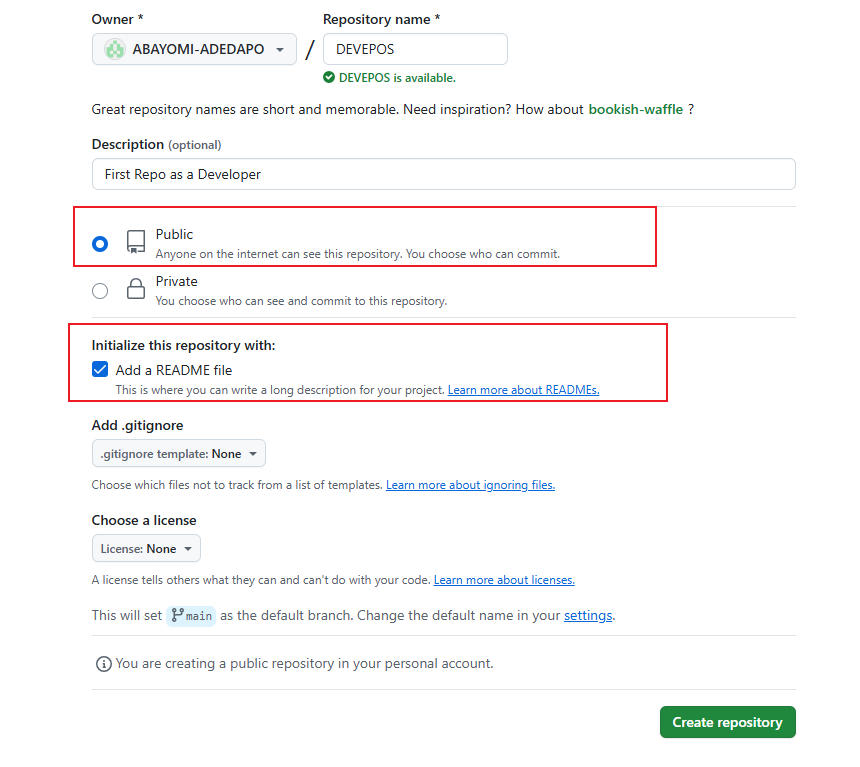 Owner * Repository name *
ABAYOMI-ADEDAPO / DEVEPOS
DEVEPOS is available.
Great repository names are short and memorable. Need inspiration? How about bookish-waffle ?
Description (optional)
First Repo as a Developer
Public
Anyone on the internet can see this repository. You choose who can commit.
Private
You choose who can see and commit to this repository.
Initialize this repository with:
Add a README file
This is where you can write a long description for your project. Learn more about READMEs.
Add .gitignore
.gitignore template: None
Choose which files not to track from a list of templates. Learn more about ignoring files.
Choose a license
License: None
A license tells others what they can and can't do with your code. Learn more about licenses.
This will set main as the default branch. Change the default name in your settings.
You are creating a public repository in your personal account.
Create repository